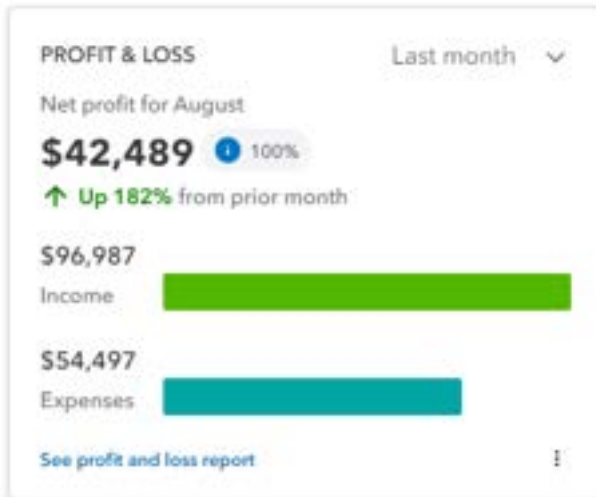 PROFIT & LOSS
Last month
Net profit for August
$42,489 i 100%
Up 182% from prior month
$96,987
Income
$54,497
Expenses
See profit and loss report